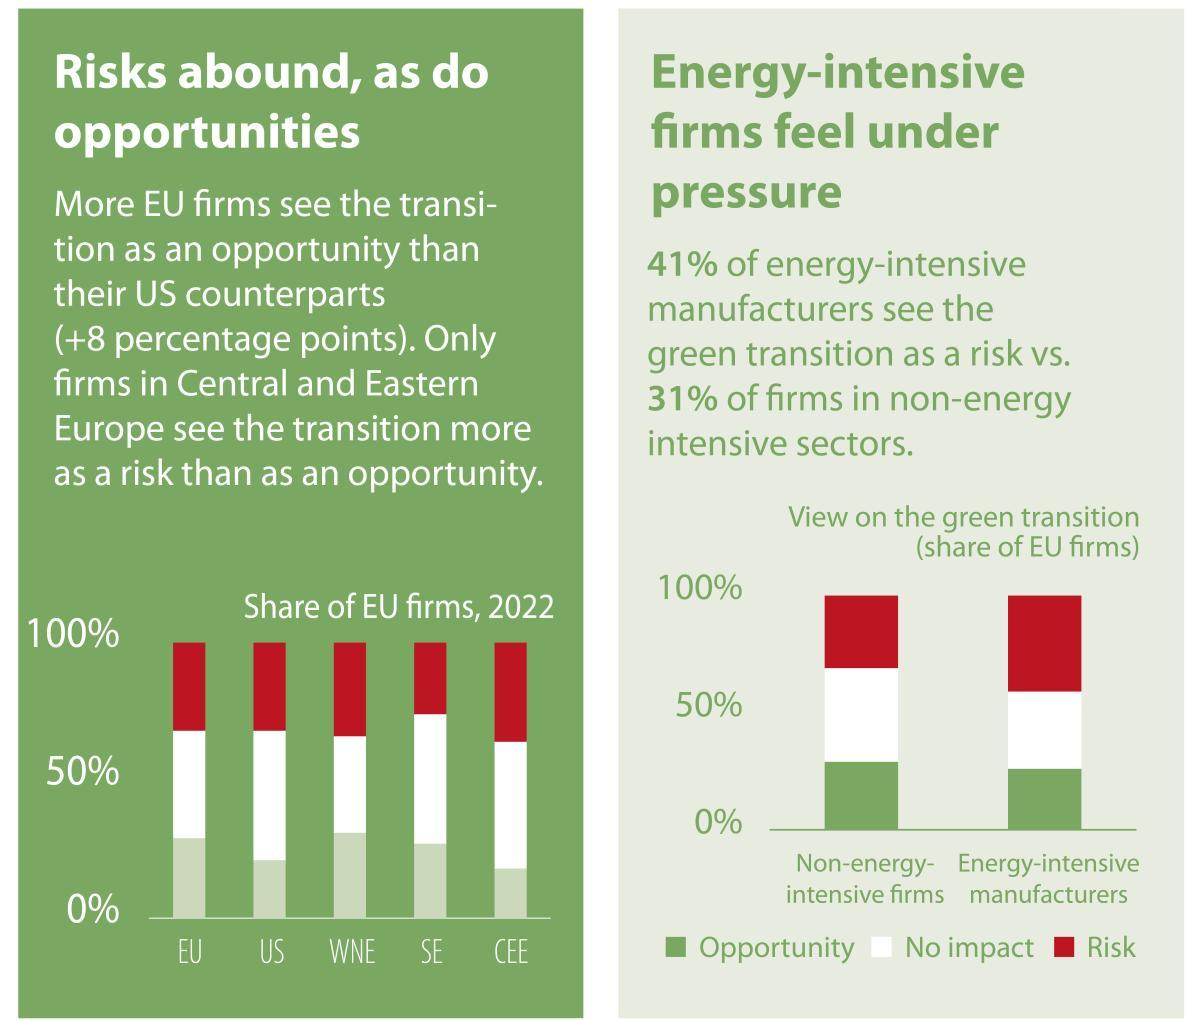 Risks abound, as do
opportunities
More EU firms see the transi-
tion as an opportunity than
their US counterparts
(+8 percentage points). Only
firms in Central and Eastern
Europe see the transition more
as a risk than as an opportunity.
Share of EU firms, 2022
100%
50%
0%
EU US WNE SE CEE
Energy-intensive
firms feel under
pressure
41% of energy-intensive
manufacturers see the
green transition as a risk vs.
31% of firms in non-energy
intensive sectors.
View on the green transition
(share of EU firms)
100%
50%
0%
Non-energy-
intensive firms
Energy-intensive
manufacturers
Opportunity No impact Risk